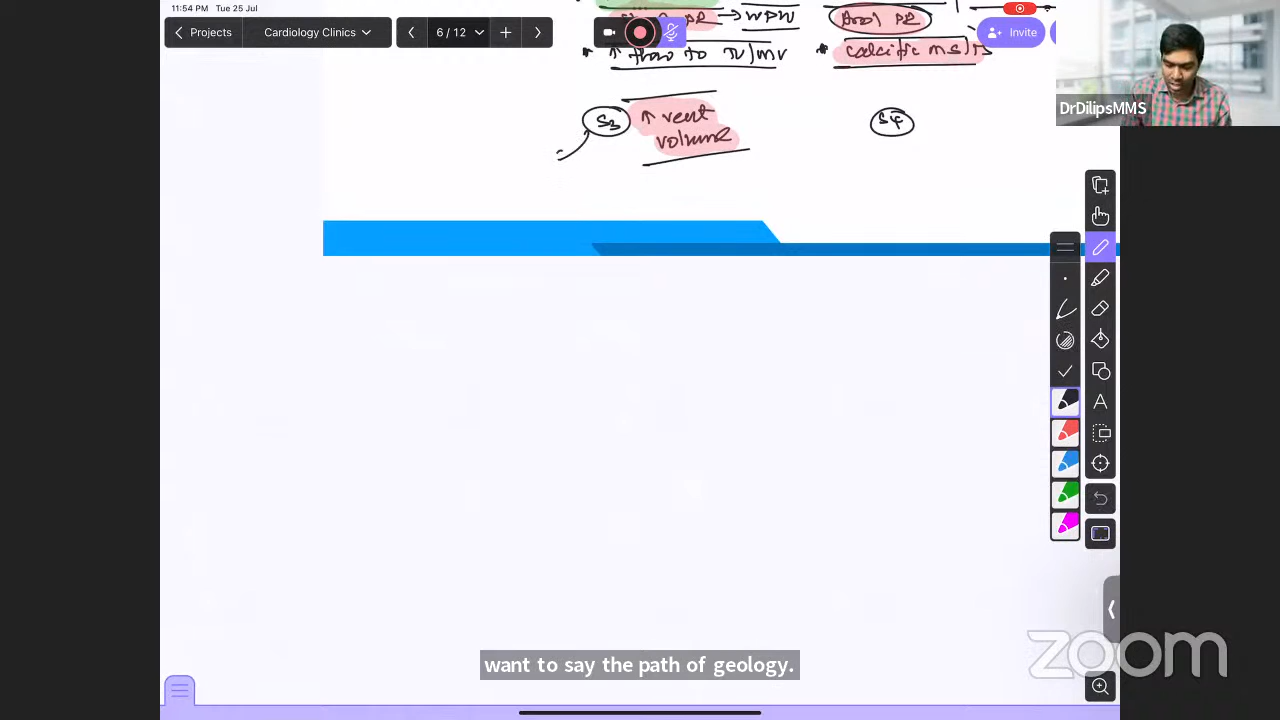 11:54 PM Tue 25 Jul
Projects
Cardiology Clinics
6 / 12
Invite
→ WPW
DrDilipsMMS
* ↑ flow to TV/MV
* calcific MS/TS
S3
↑ vent
volume
S4
A
want to say the path of geology.
zoom